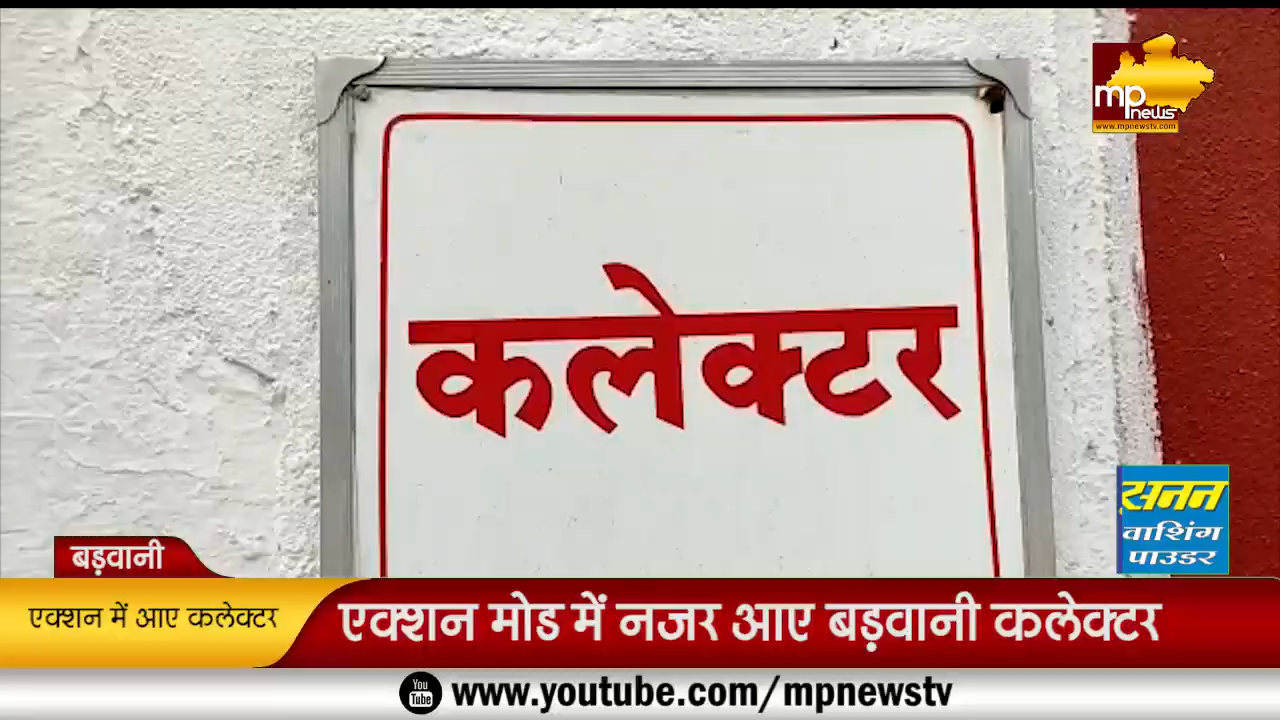 mp
news
www.mpnewstv.com
कलेक्टर
सनन
वाशिंग
पाउडर
बड़वानी
एक्शन में आए कलेक्टर
एक्शन मोड में नजर आए बड़वानी कलेक्टर
You
Tube
www.youtube.com/mpnewstv